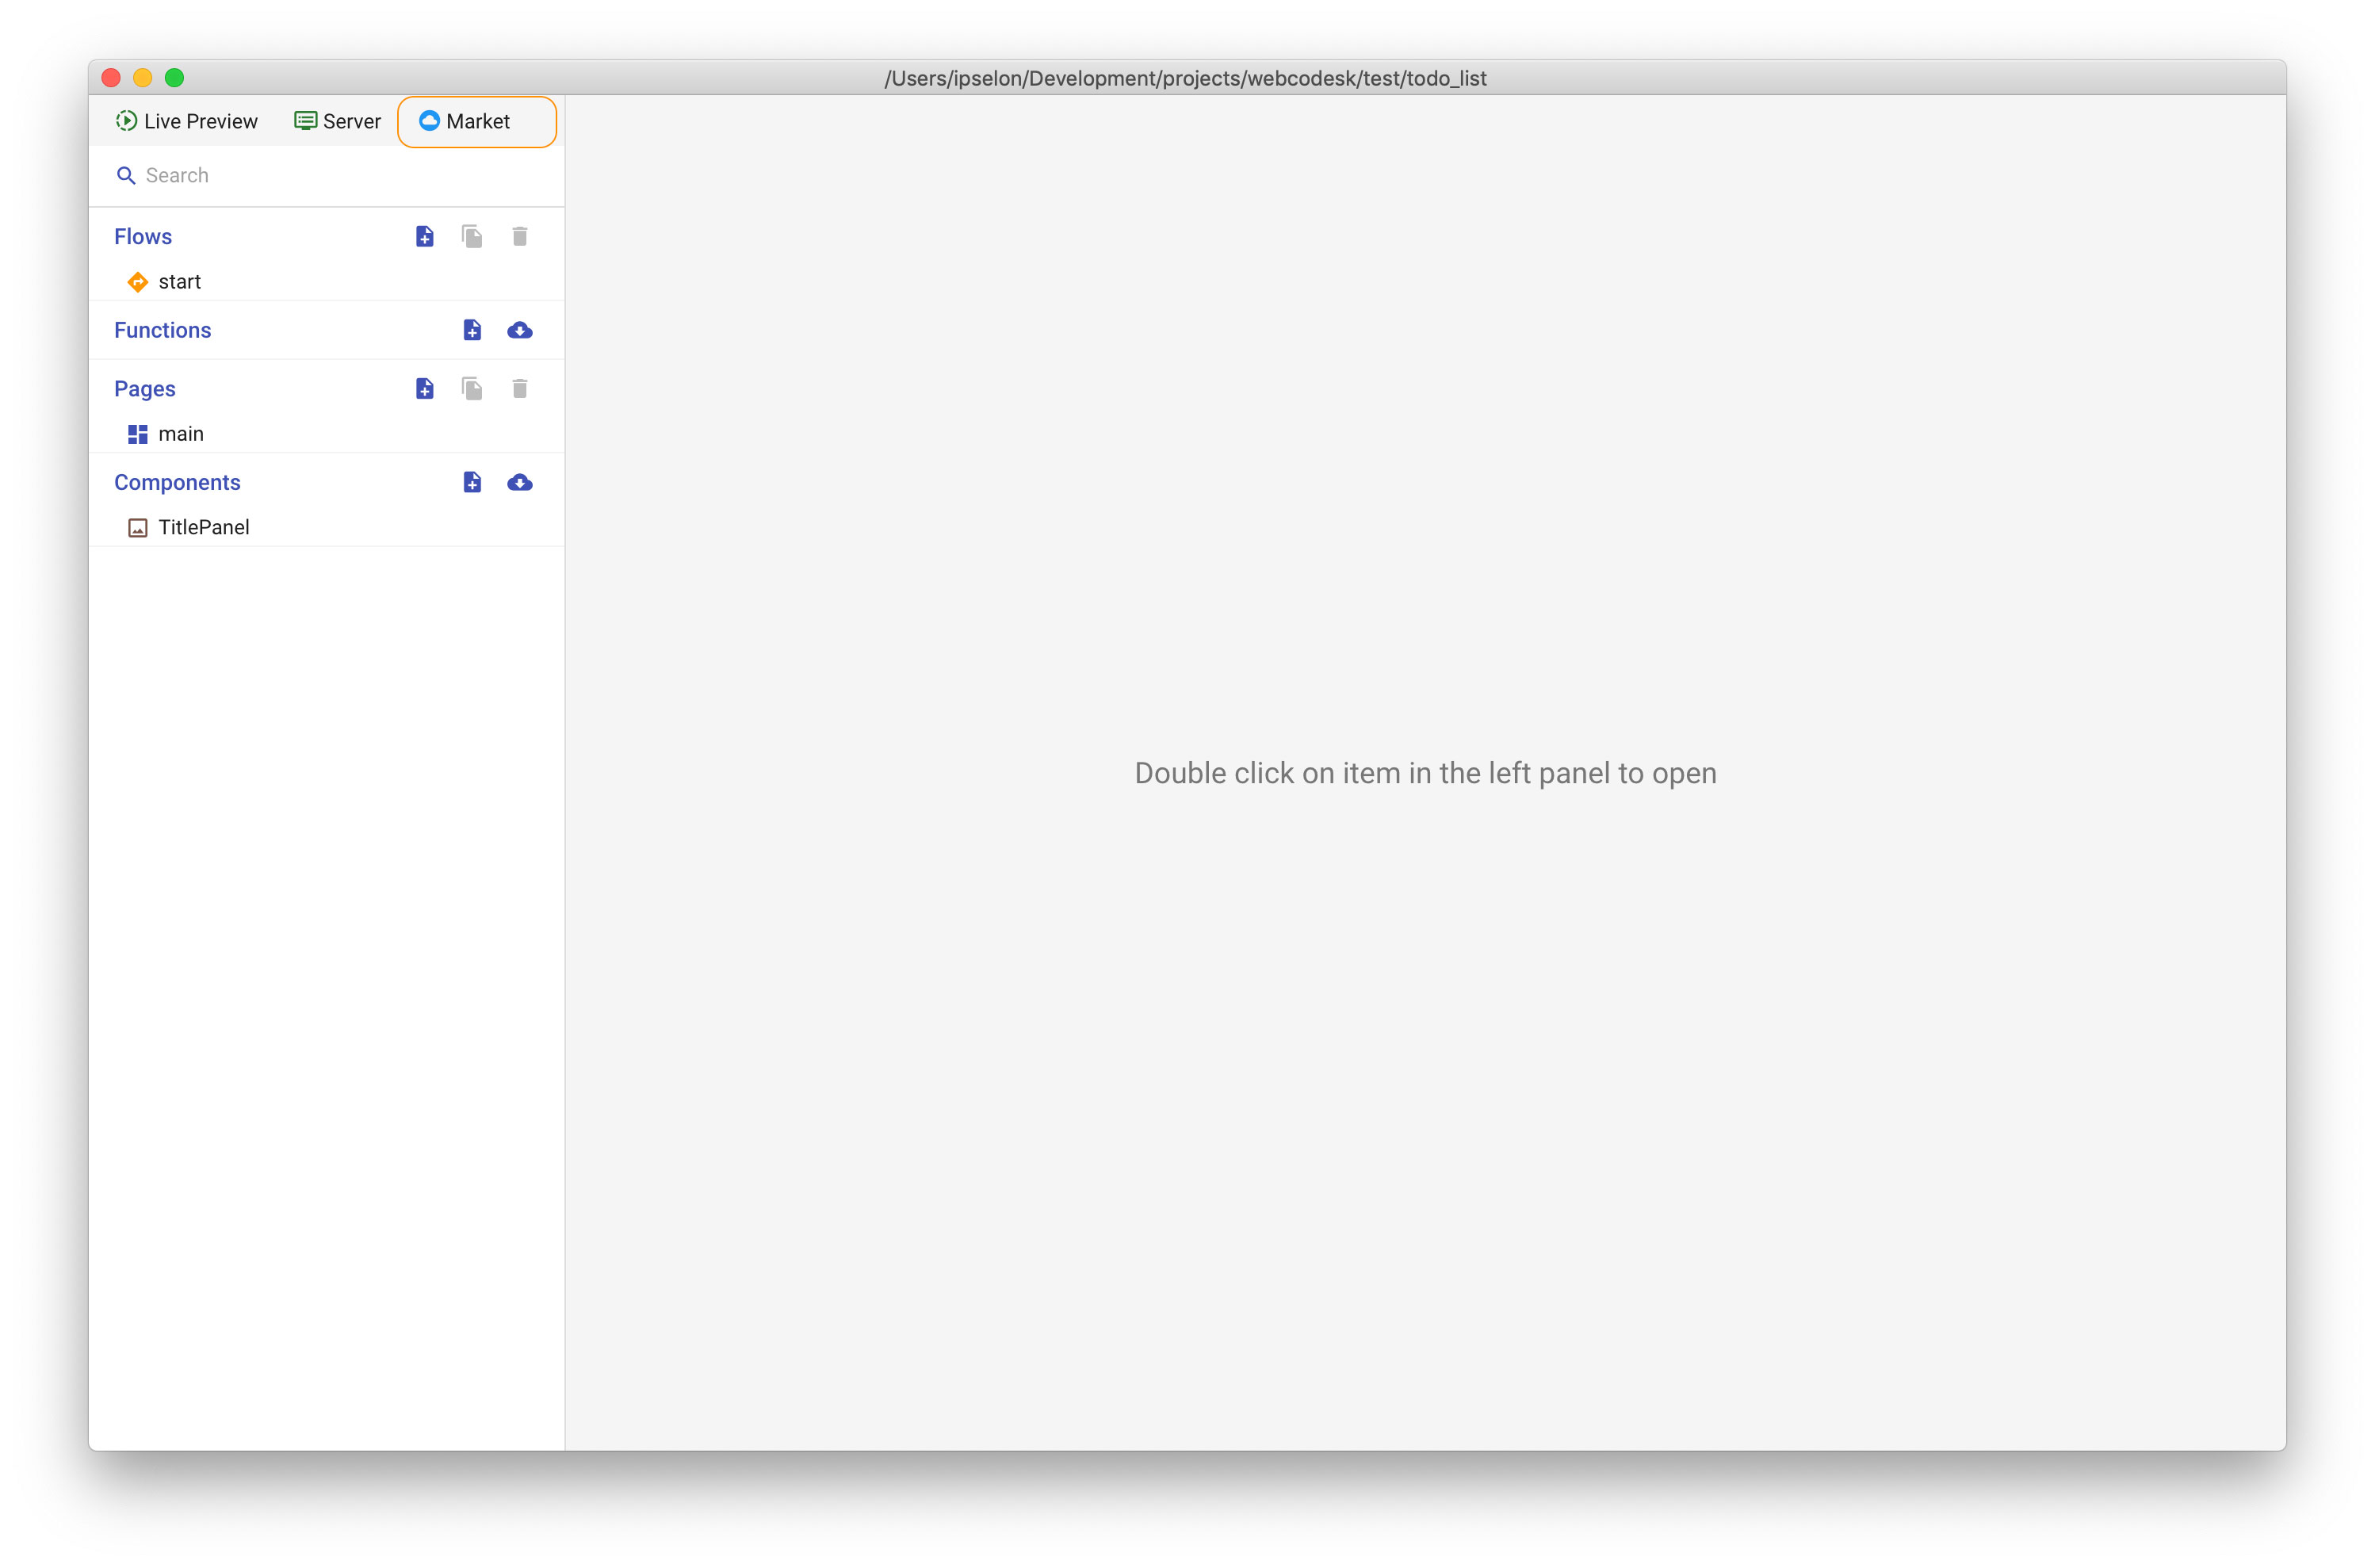 /Users/ipselon/Development/projects/webcodesk/test/todo_list
Live Preview Server Market
Search
Flows
start
Functions
Pages
main
Components
TitlePanel
Double click on item in the left panel to open